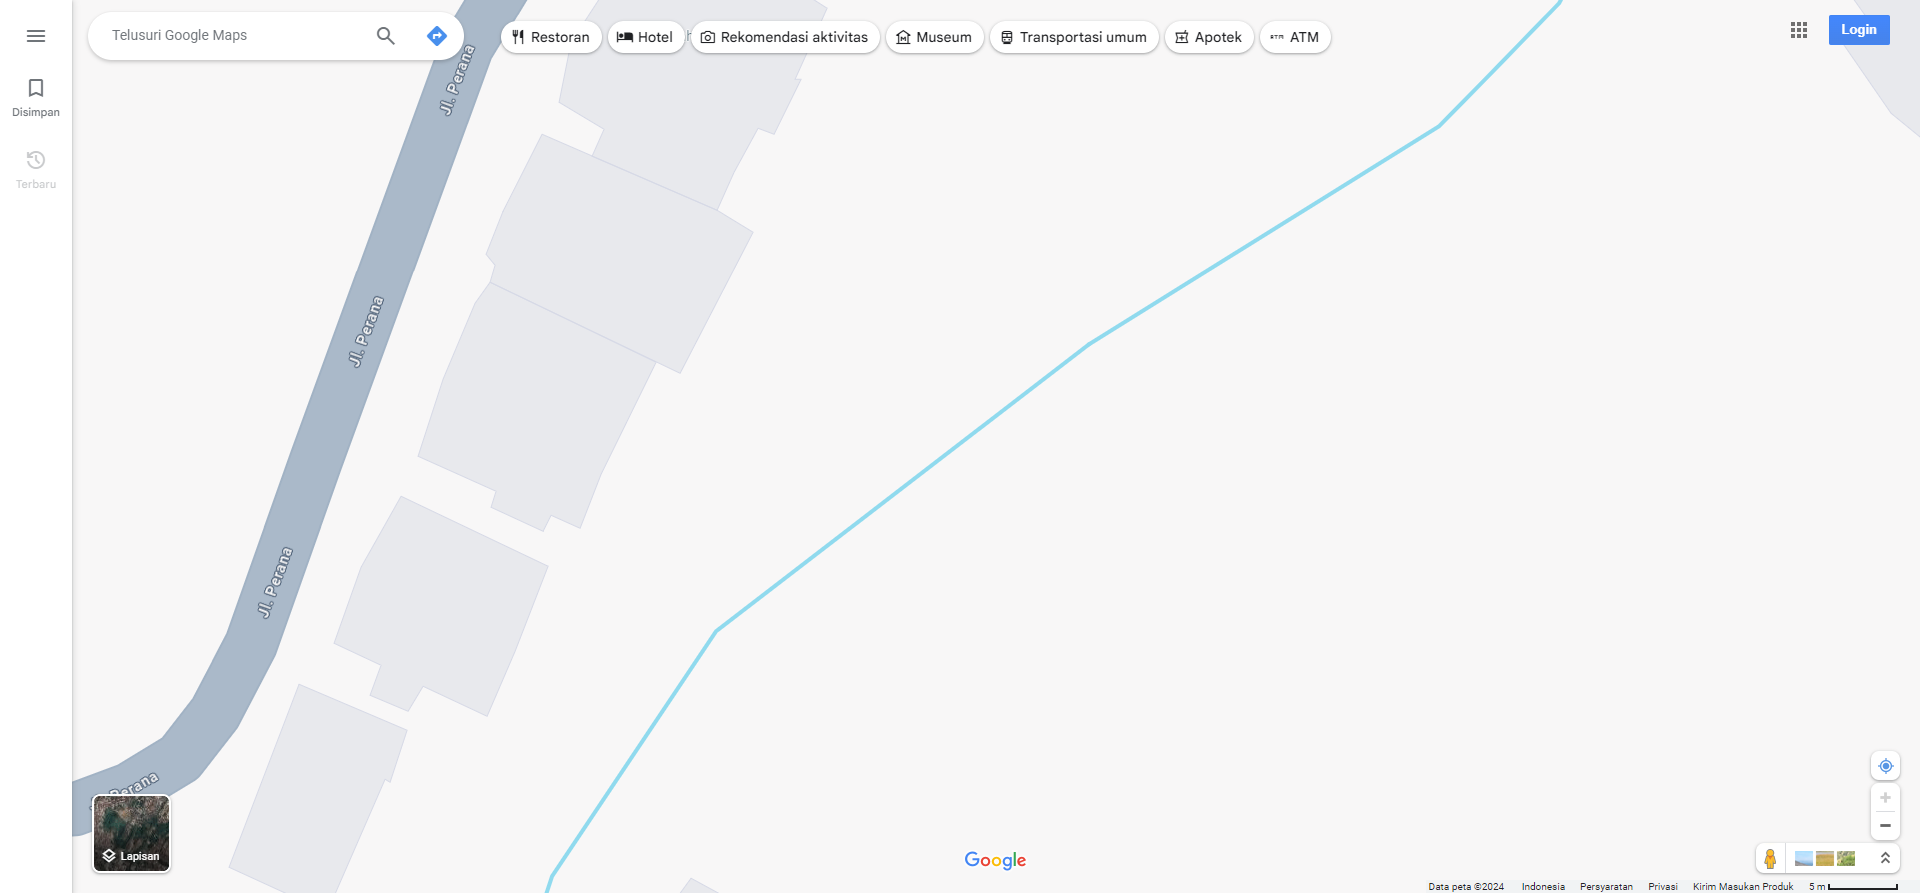 Telusuri Google Maps
Restoran
Hotel
Rekomendasi aktivitas
Museum
Transportasi umum
Apotek
ATM
Login
Disimpan
Terbaru
Jl. Perana
Jl. Perana
Jl. Perana
Perana
Lapisan
Google
Data peta ©2024
Indonesia
Persyaratan
Privasi
Kirim Masukan Produk
5 m